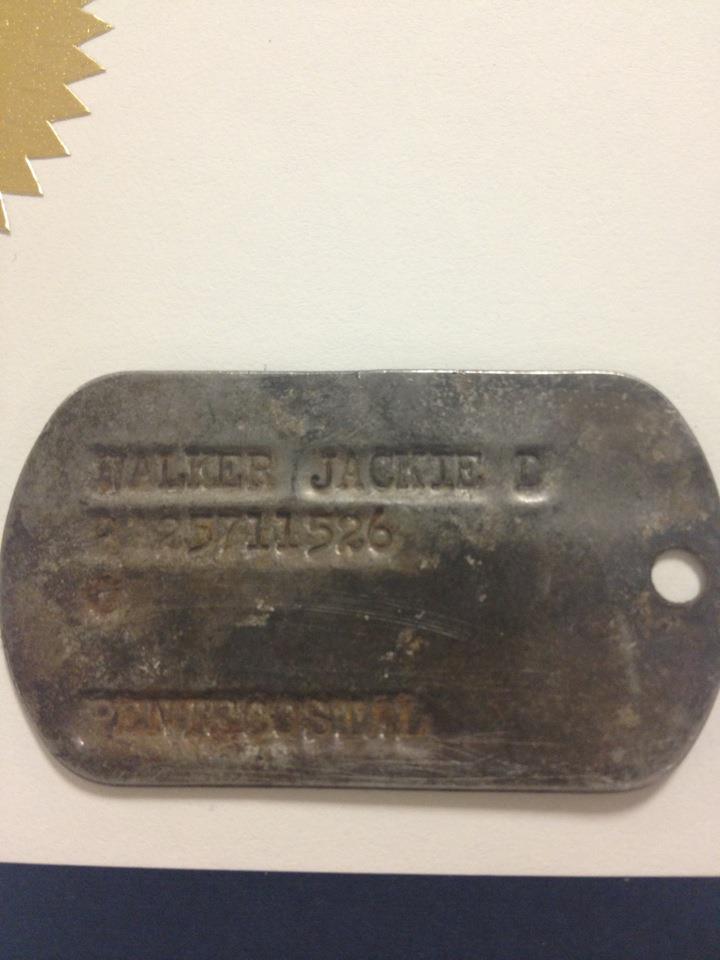 WALKER JACKIE D
25711526
PENTECOSTAL